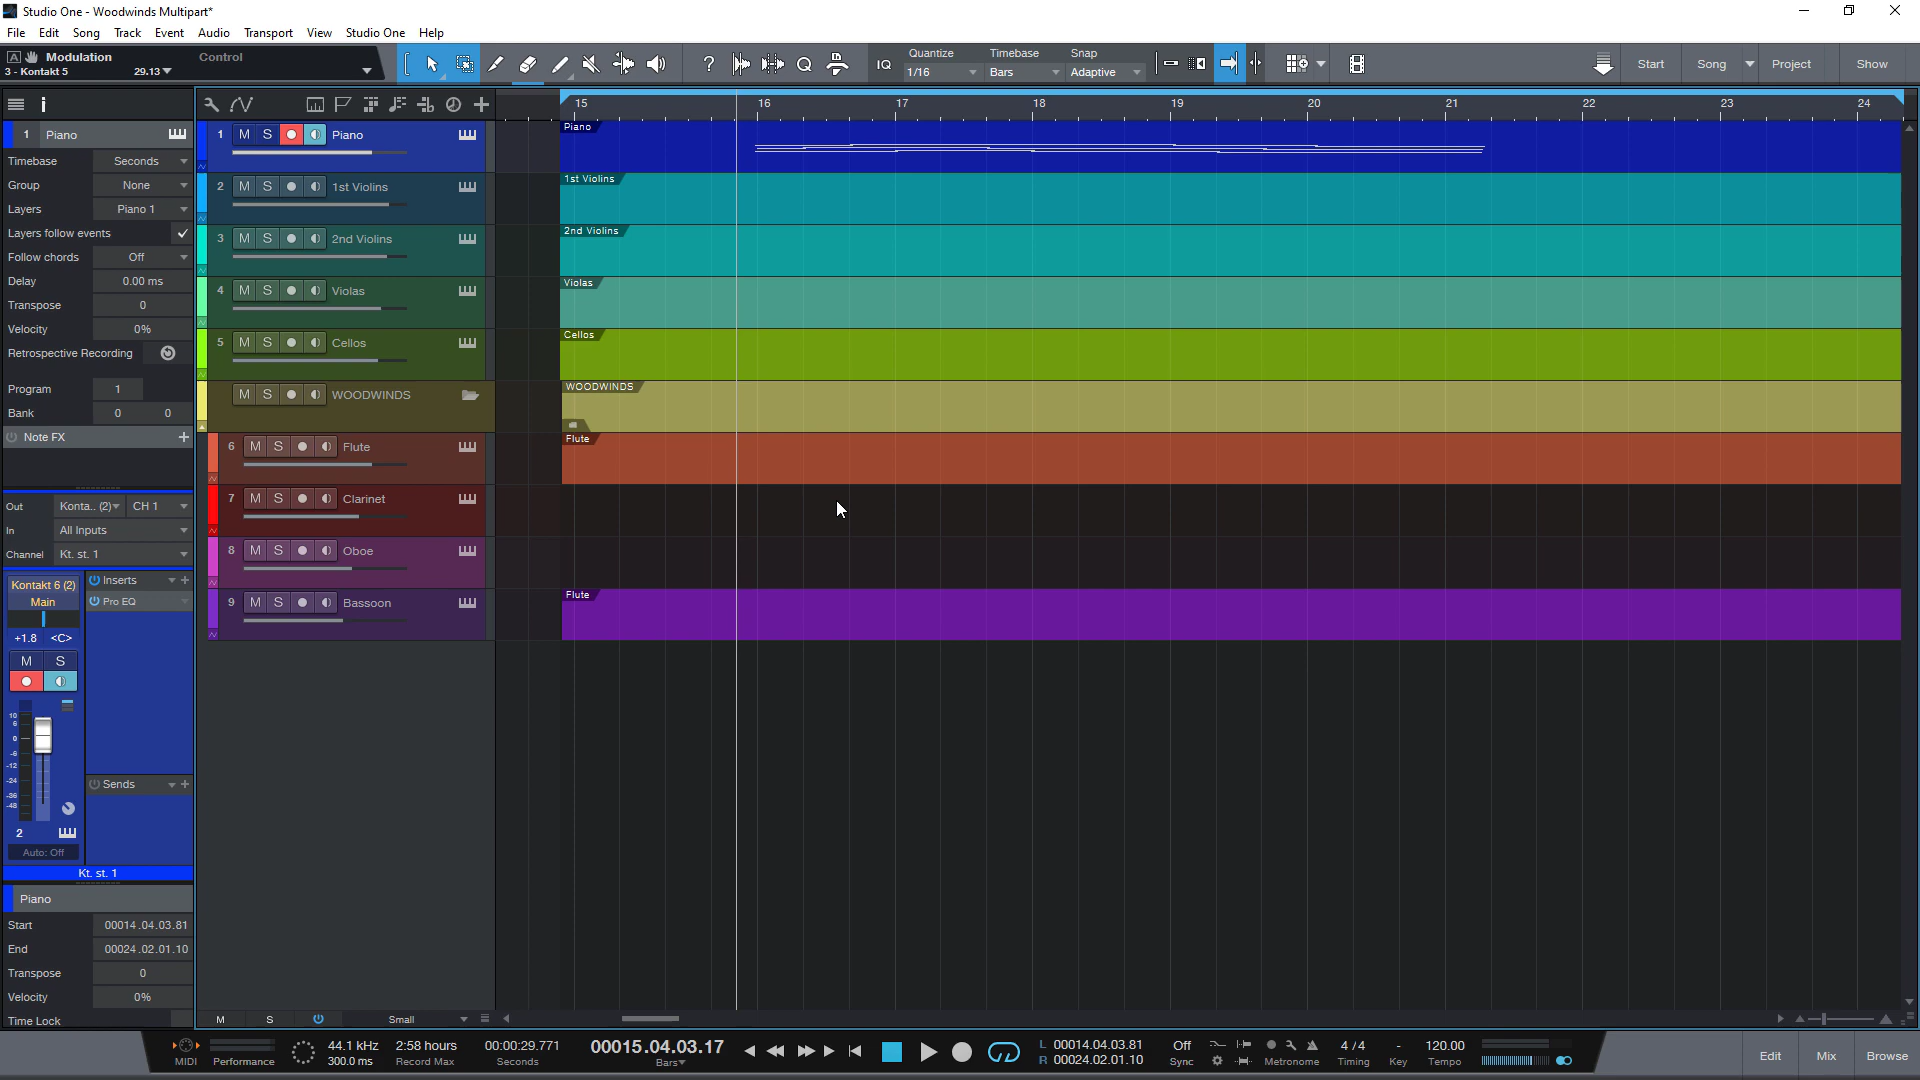 Studio One - Woodwinds Multipart*
File Edit Song Track Event Audio Transport View Studio One Help
A Modulation Control
3 - Kontakt 5 29.13
? IQ Quantize Timebase Snap
1/16 Bars Adaptive
Start Song Project Show
i
15 16 17 18 19 20 21 22 23 24
1 Piano
Timebase Seconds
Group None
Layers Piano 1
Layers follow events
Follow chords Off
Delay 0.00 ms
Transpose 0
Velocity 0%
Retrospective Recording
Program 1
Bank 0 0
Note FX
Out Konta.. (2) CH 1
In All Inputs
Channel Kt. st. 1
Kontakt 6 (2)
Main
+1.8 <C>
M S
10
6
0
-6
-12
-24
-36
-48
2
Auto: Off
Inserts
Pro EQ
Sends
Kt. st. 1
Piano
Start 00014.04.03.81
End 00024.02.01.10
Transpose 0
Velocity 0%
Time Lock
1 M S Piano
2 M S 1st Violins
3 M S 2nd Violins
4 M S Violas
5 M S Cellos
M S WOODWINDS
6 M S Flute
7 M S Clarinet
8 M S Oboe
9 M S Bassoon
Piano
1st Violins
2nd Violins
Violas
Cellos
WOODWINDS
Flute
Flute
M S Small
MIDI
Performance
44.1 kHz
300.0 ms
2:58 hours
Record Max
00:00:29.771
Seconds
00015.04.03.17
Bars
L 00014.04.03.81
R 00024.02.01.10
Off
Sync
Metronome
4 / 4
Timing
-
Key
120.00
Tempo
Edit Mix Browse